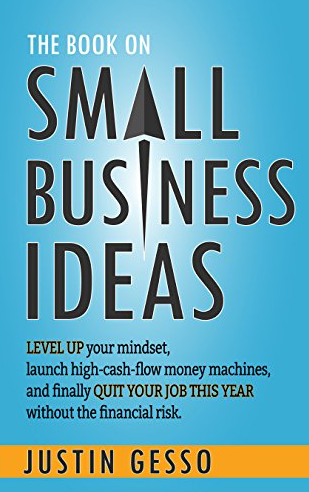 THE BOOK ON
SMALL
BUSINESS
IDEAS
LEVEL UP your mindset,
launch high-cash-flow money machines,
and finally QUIT YOUR JOB THIS YEAR
without the financial risk.
JUSTIN GESSO